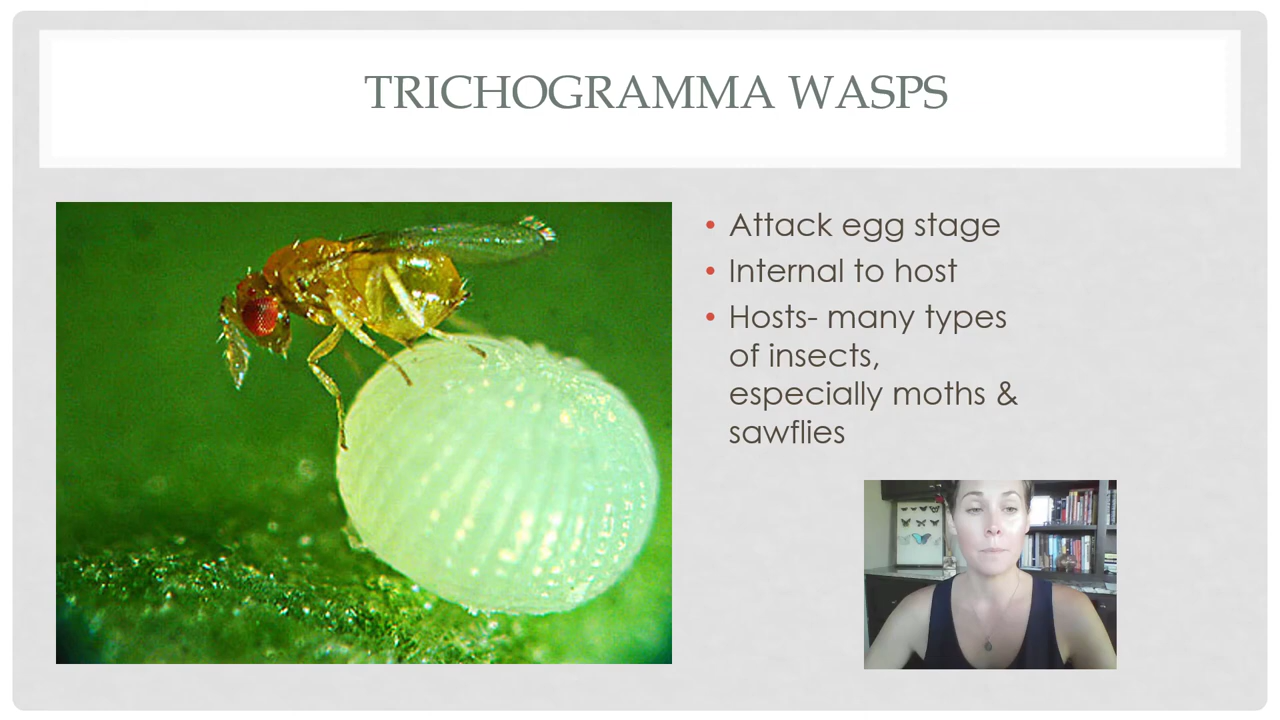 TRICHOGRAMMA WASPS
• Attack egg stage
• Internal to host
• Hosts- many types
of insects,
especially moths &
sawflies